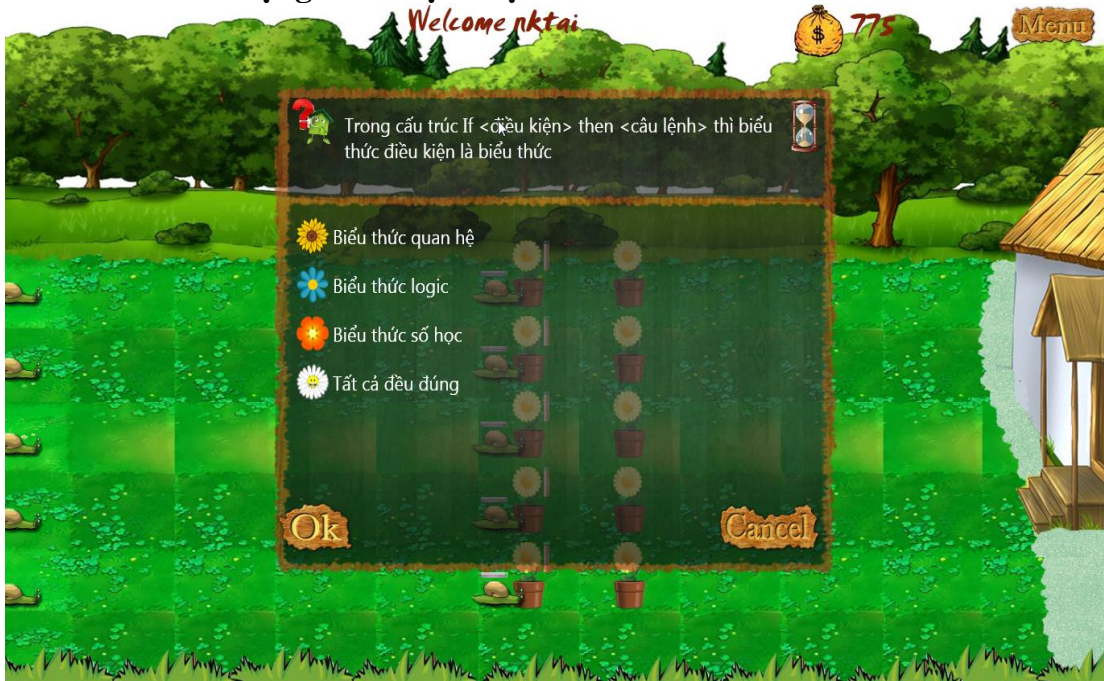 Welcome nktai
775
Menu
Trong cấu trúc If <điều kiện> then <câu lệnh> thì biểu
thức điều kiện là biểu thức
Biểu thức quan hệ
Biểu thức logic
Biểu thức số học
Tất cả đều đúng
Ok
Cancel